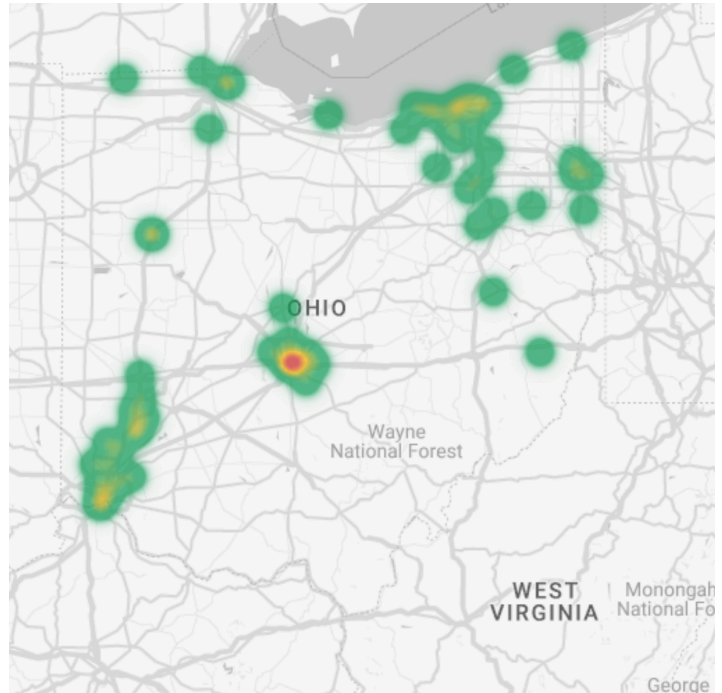 OHIO
Wayne
National Forest
WEST
VIRGINIA
Monongah
National Fo
George